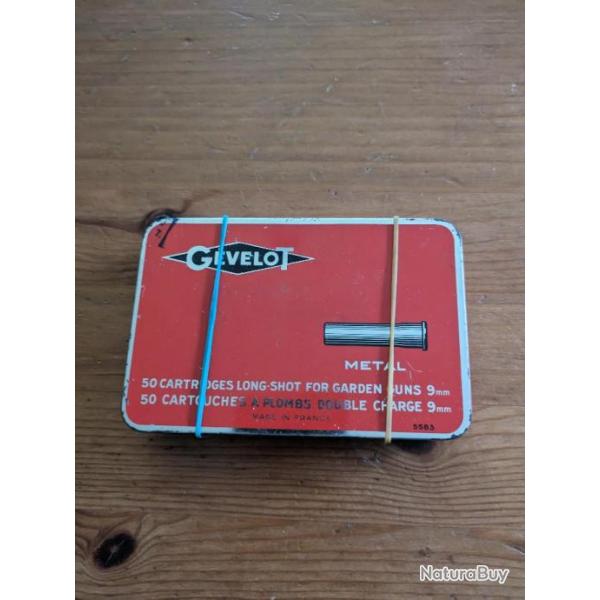 GEVELOT
METAL
50 CARTRIDGES LONG-SHOT FOR GARDEN GUNS 9mm
50 CARTOUCHES A PLOMBS DOUBLE CHARGE 9mm
MADE IN FRANCE
5583
NaturaBuy